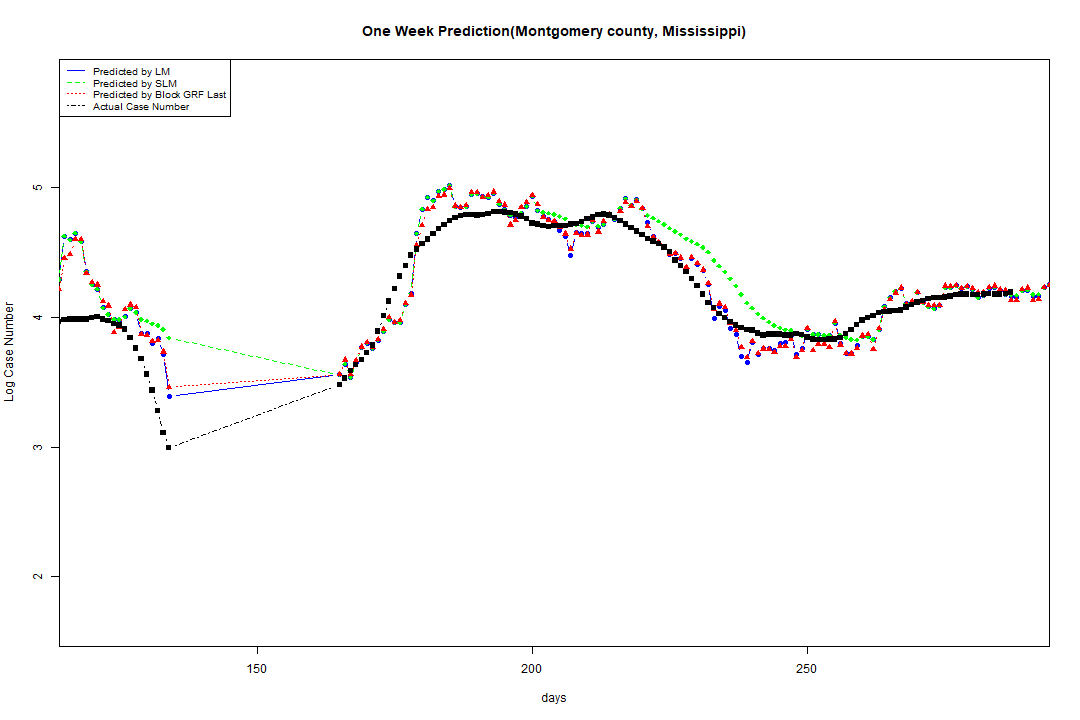 One Week Prediction(Montgomery county, Mississippi)
Predicted by LM
Predicted by SLM
Predicted by Block GRF Last
Actual Case Number
5
4
3
2
Log Case Number
150
200
250
days